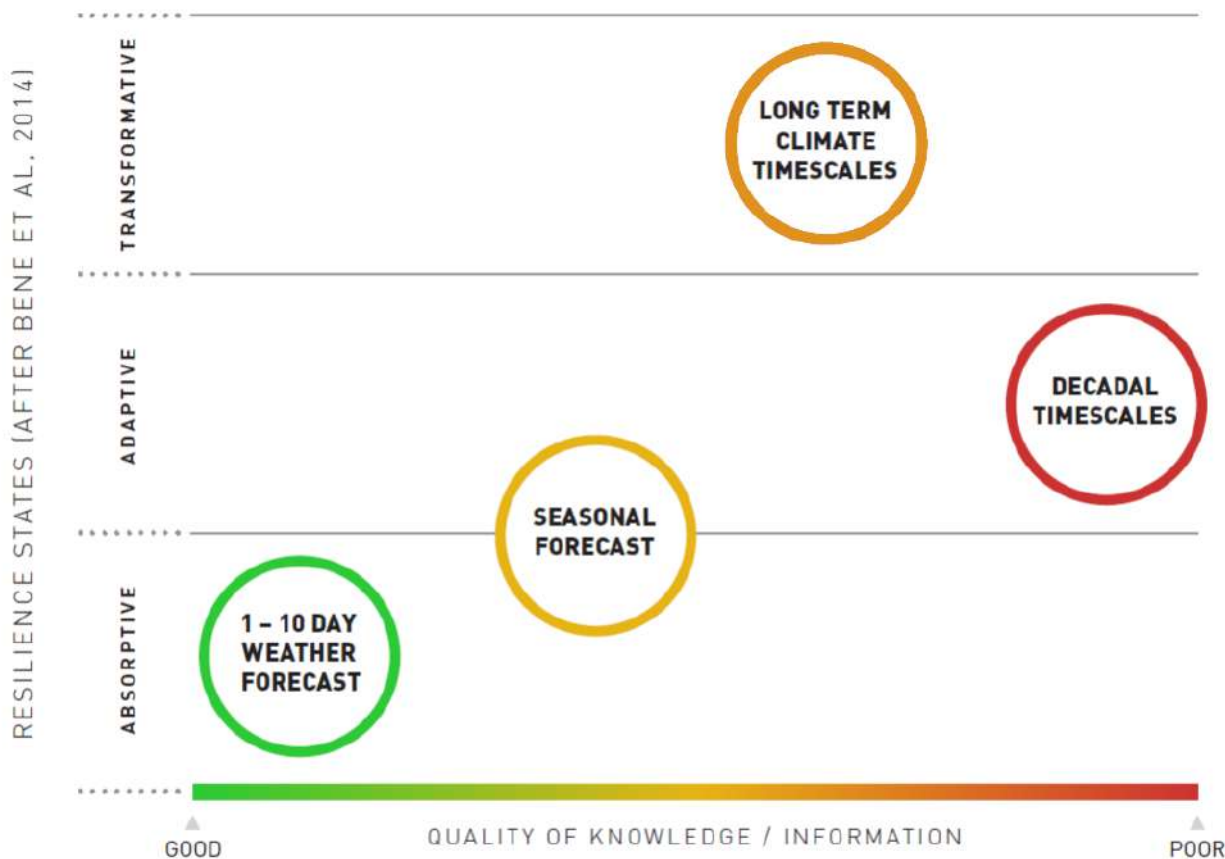 RESILIENCE STATES (AFTER BENE ET AL, 2014)
TRANSFORMATIVE
LONG TERM
CLIMATE
TIMESCALES
ADAPTIVE
DECADAL
TIMESCALES
SEASONAL
FORECAST
ABSORPTIVE
1 – 10 DAY
WEATHER
FORECAST
GOOD
QUALITY OF KNOWLEDGE / INFORMATION
POOR